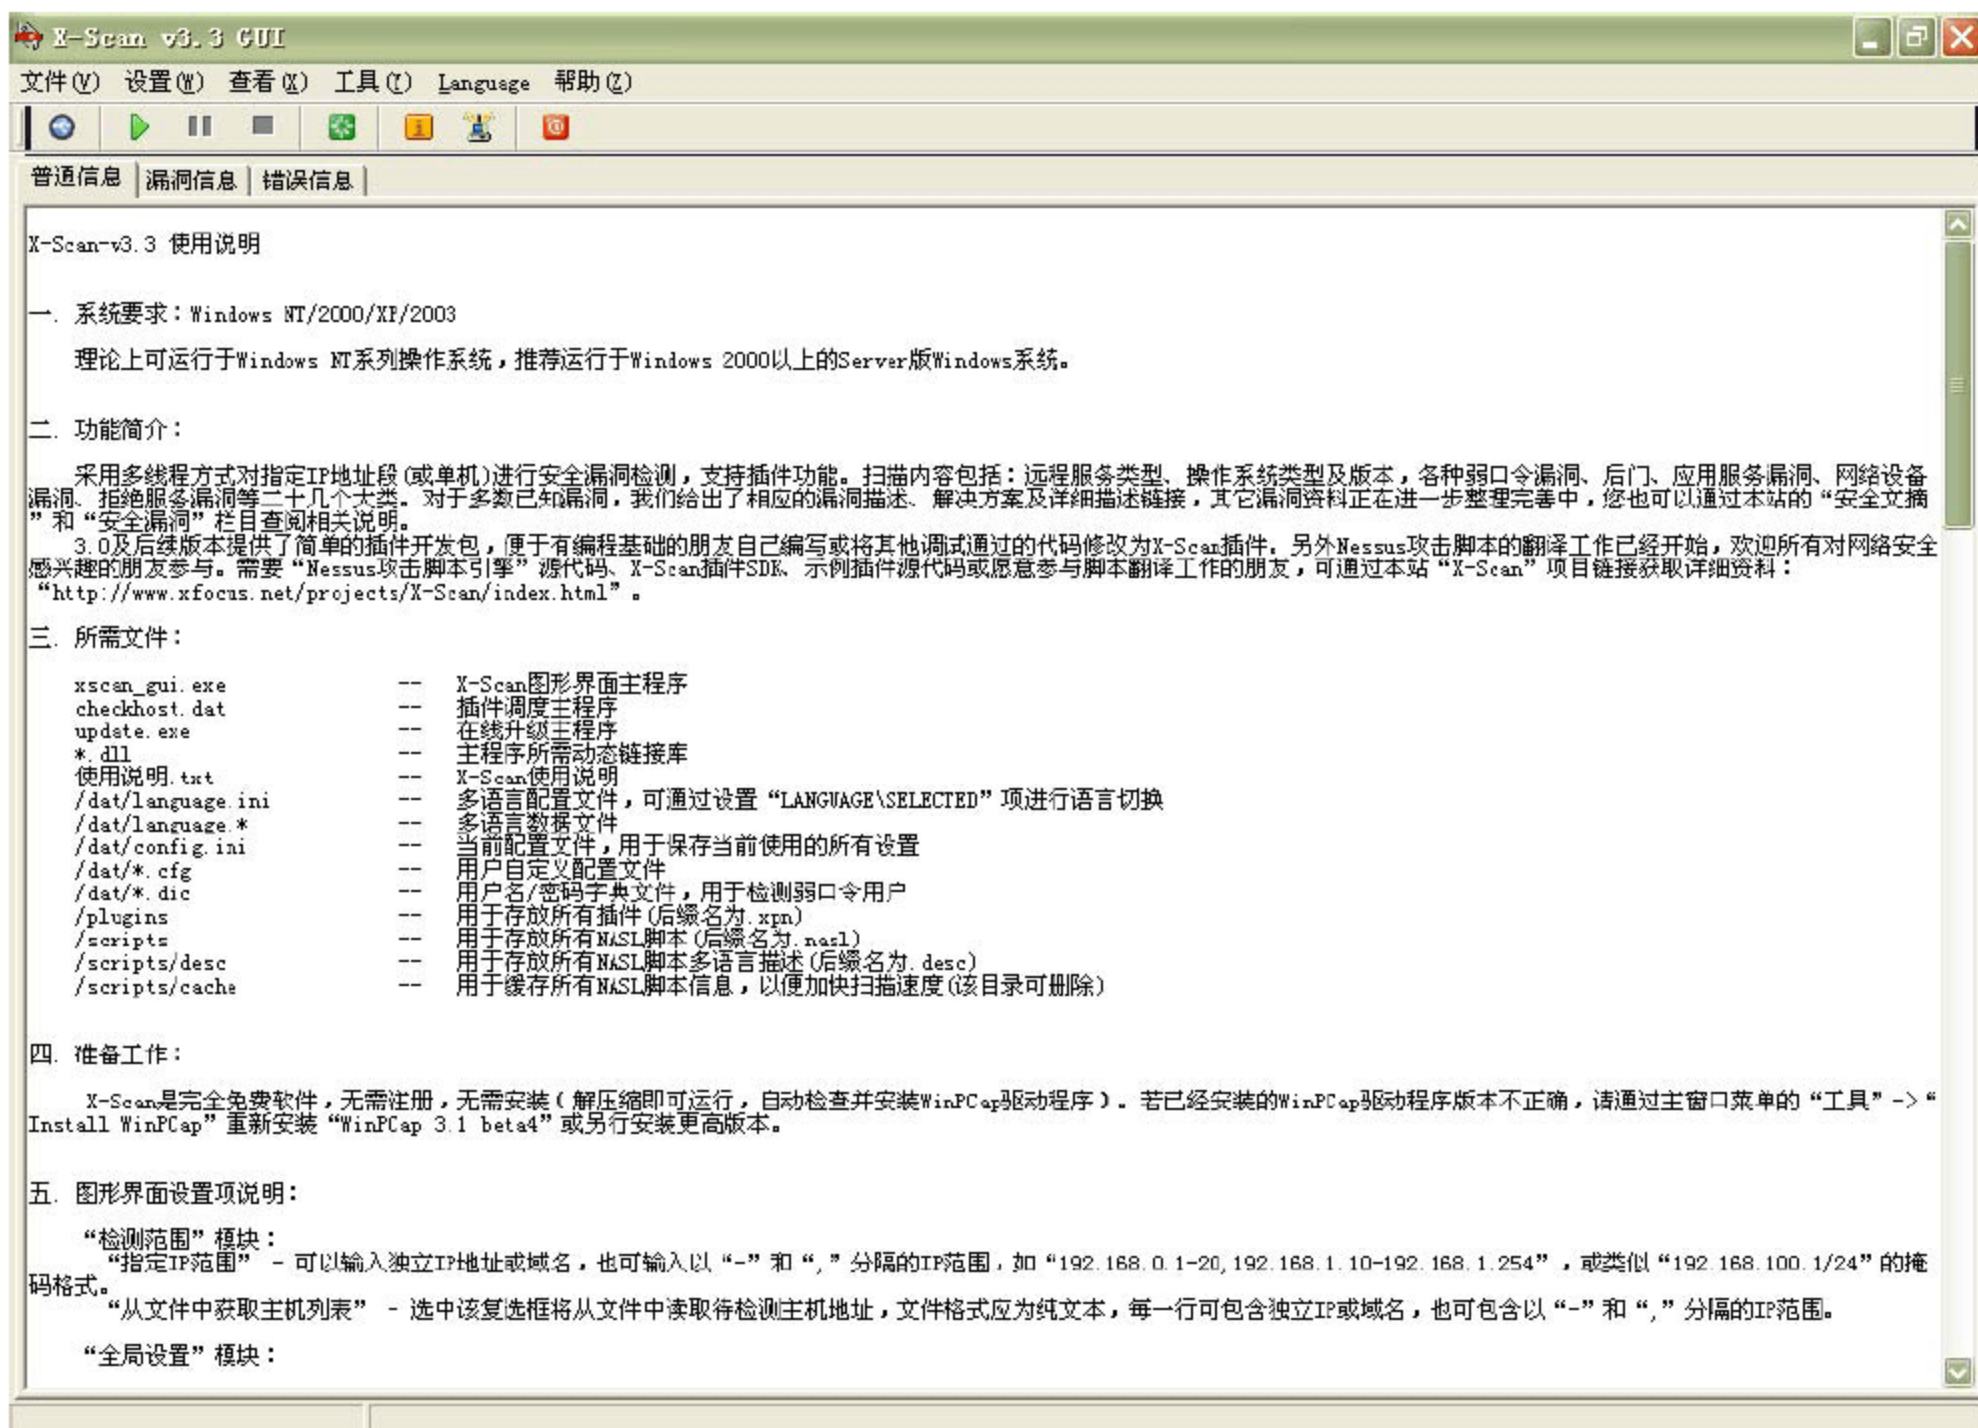 X-Scan v3.3 GUI
文件(V) 设置(W) 查看(X) 工具(Y) Language 帮助(Z)
普通信息 漏洞信息 错误信息
X-Scan-v3.3 使用说明
一. 系统要求：Windows NT/2000/XP/2003
理论上可运行于Windows NT系列操作系统，推荐运行于Windows 2000以上的Server版Windows系统。
二. 功能简介：
采用多线程方式对指定IP地址段(或单机)进行安全漏洞检测，支持插件功能。扫描内容包括：远程服务类型、操作系统类型及版本，各种弱口令漏洞、后门、应用服务漏洞、网络设备
漏洞、拒绝服务漏洞等二十几个大类。对于多数已知漏洞，我们给出了相应的漏洞描述、解决方案及详细描述链接，其它漏洞资料正在进一步整理完善中，您也可以通过本站的“安全文摘
”和“安全漏洞”栏目查阅相关说明。
3.0及后续版本提供了简单的插件开发包，便于有编程基础的朋友自己编写或将其他调试通过的代码修改为X-Scan插件。另外Nessus攻击脚本的翻译工作已经开始，欢迎所有对网络安全
感兴趣的朋友参与。需要“Nessus攻击脚本引擎”源代码、X-Scan插件SDK、示例插件源代码或愿意参与脚本翻译工作的朋友，可通过本站“X-Scan”项目链接获取详细资料：
“http://www.xfocus.net/projects/X-Scan/index.html”。
三. 所需文件：
xscan_gui.exe -- X-Scan图形界面主程序
checkhost.dat -- 插件调度主程序
update.exe -- 在线升级主程序
*.dll -- 主程序所需动态链接库
使用说明.txt -- X-Scan使用说明
/dat/language.ini -- 多语言配置文件，可通过设置“LANGUAGE\SELECTED”项进行语言切换
/dat/language.* -- 多语言数据文件
/dat/config.ini -- 当前配置文件，用于保存当前使用的所有设置
/dat/*.cfg -- 用户自定义配置文件
/dat/*.dic -- 用户名/密码字典文件，用于检测弱口令用户
/plugins -- 用于存放所有插件(后缀名为.xpn)
/scripts -- 用于存放所有NASL脚本(后缀名为.nasl)
/scripts/desc -- 用于存放所有NASL脚本多语言描述(后缀名为.desc)
/scripts/cache -- 用于缓存所有NASL脚本信息，以便加快扫描速度(该目录可删除)
四. 准备工作：
X-Scan是完全免费软件，无需注册，无需安装(解压缩即可运行，自动检查并安装WinPCap驱动程序)。若已经安装的WinPCap驱动程序版本不正确，请通过主窗口菜单的“工具”->“
Install WinPCap”重新安装“WinPCap 3.1 beta4”或另行安装更高版本。
五. 图形界面设置项说明：
“检测范围”模块：
“指定IP范围” - 可以输入独立IP地址或域名，也可输入以“-”和“,”分隔的IP范围，如“192.168.0.1-20,192.168.1.10-192.168.1.254”，或类似“192.168.100.1/24”的掩
码格式。
“从文件中获取主机列表” - 选中该复选框将从文件中读取待检测主机地址，文件格式应为纯文本，每一行可包含独立IP或域名，也可包含以“-”和“,”分隔的IP范围。
“全局设置”模块：